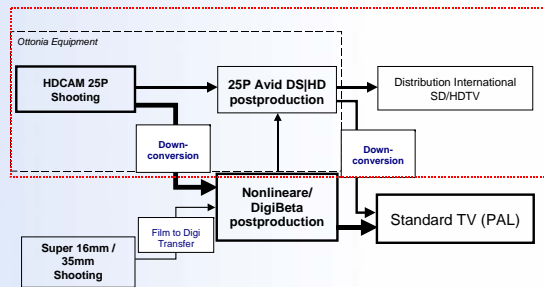 Ottonia Equipment
HDCAM 25P
Shooting
25P Avid DS|HD
postproduction
Distribution International
SD/HDTV
Down-
conversion
Down-
conversion
Nonlineare/
DigiBeta
postproduction
Standard TV (PAL)
Film to Digi
Transfer
Super 16mm /
35mm
Shooting